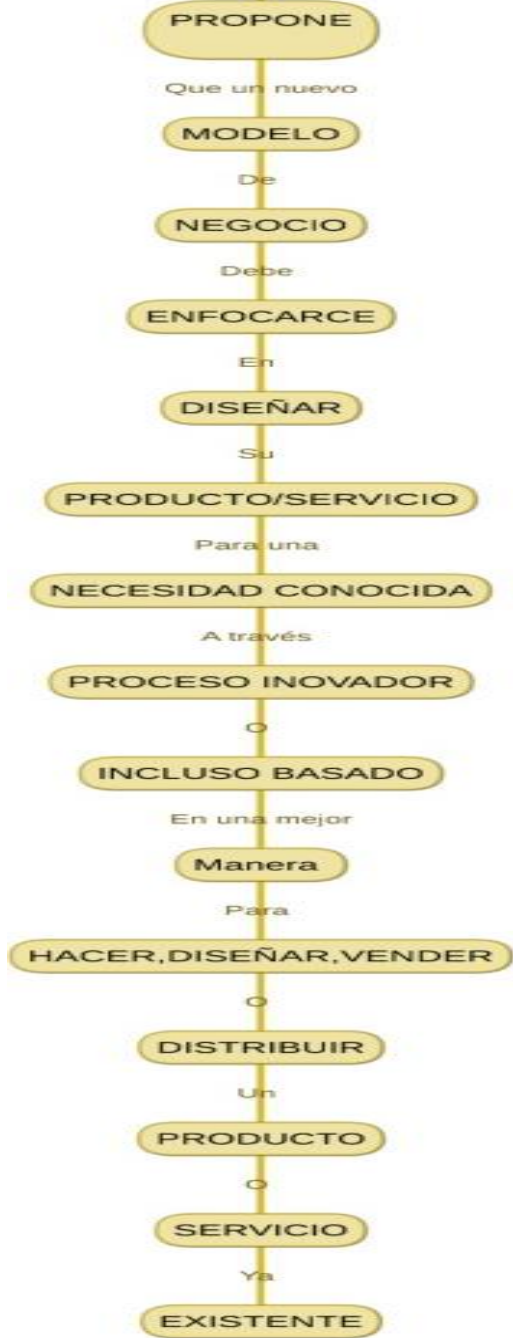 PROPONE
Que un nuevo
MODELO
De
NEGOCIO
Debe
ENFOCARCE
En
DISEÑAR
Su
PRODUCTO/SERVICIO
Para una
NECESIDAD CONOCIDA
A través
PROCESO INOVADOR
O
INCLUSO BASADO
En una mejor
Manera
Para
HACER,DISEÑAR,VENDER
O
DISTRIBUIR
Un
PRODUCTO
O
SERVICIO
Ya
EXISTENTE